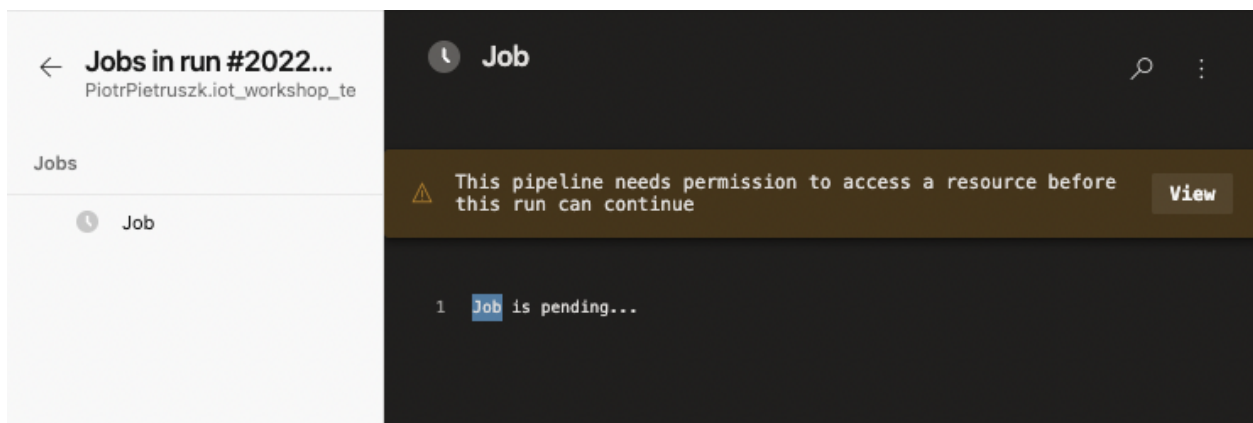 Jobs in run #2022...
PiotrPietruszk.iot_workshop_te
Jobs
Job
Job
This pipeline needs permission to access a resource before
this run can continue
View
1 Job is pending...